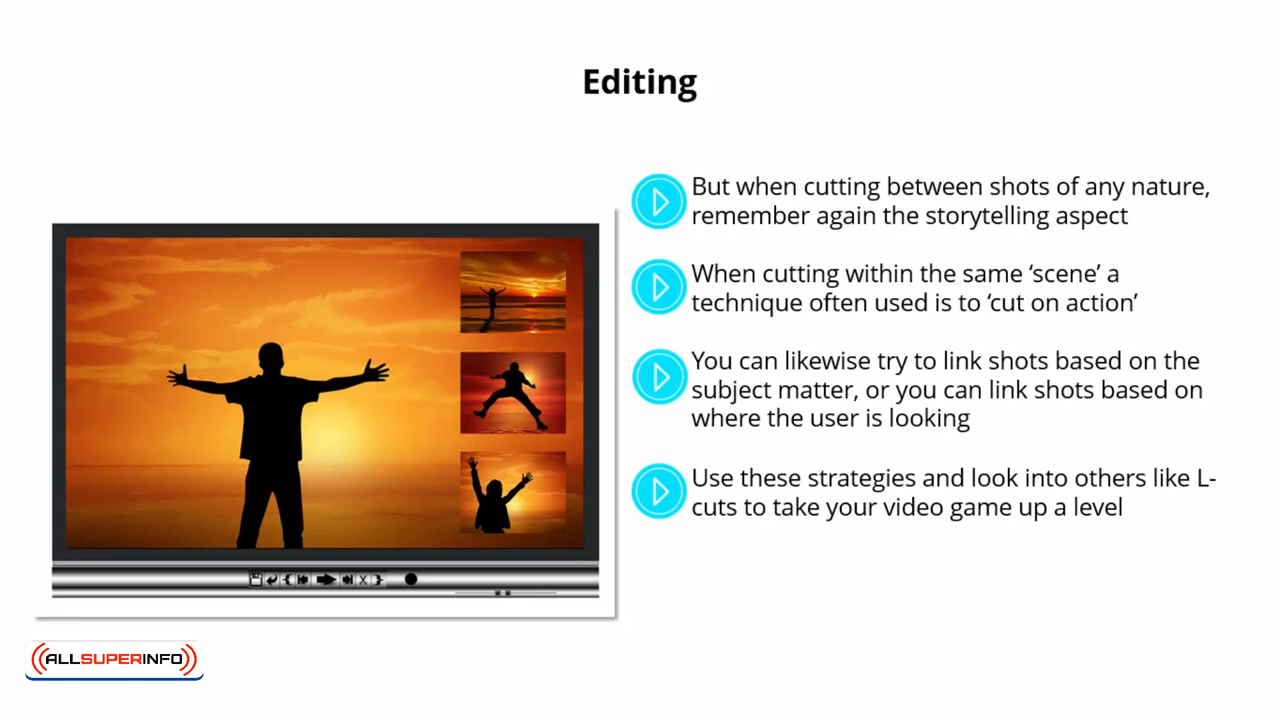 Editing
But when cutting between shots of any nature,
remember again the storytelling aspect
When cutting within the same ‘scene’ a
technique often used is to ‘cut on action’
You can likewise try to link shots based on the
subject matter, or you can link shots based on
where the user is looking
Use these strategies and look into others like L-
cuts to take your video game up a level
ALLSUPERINFO